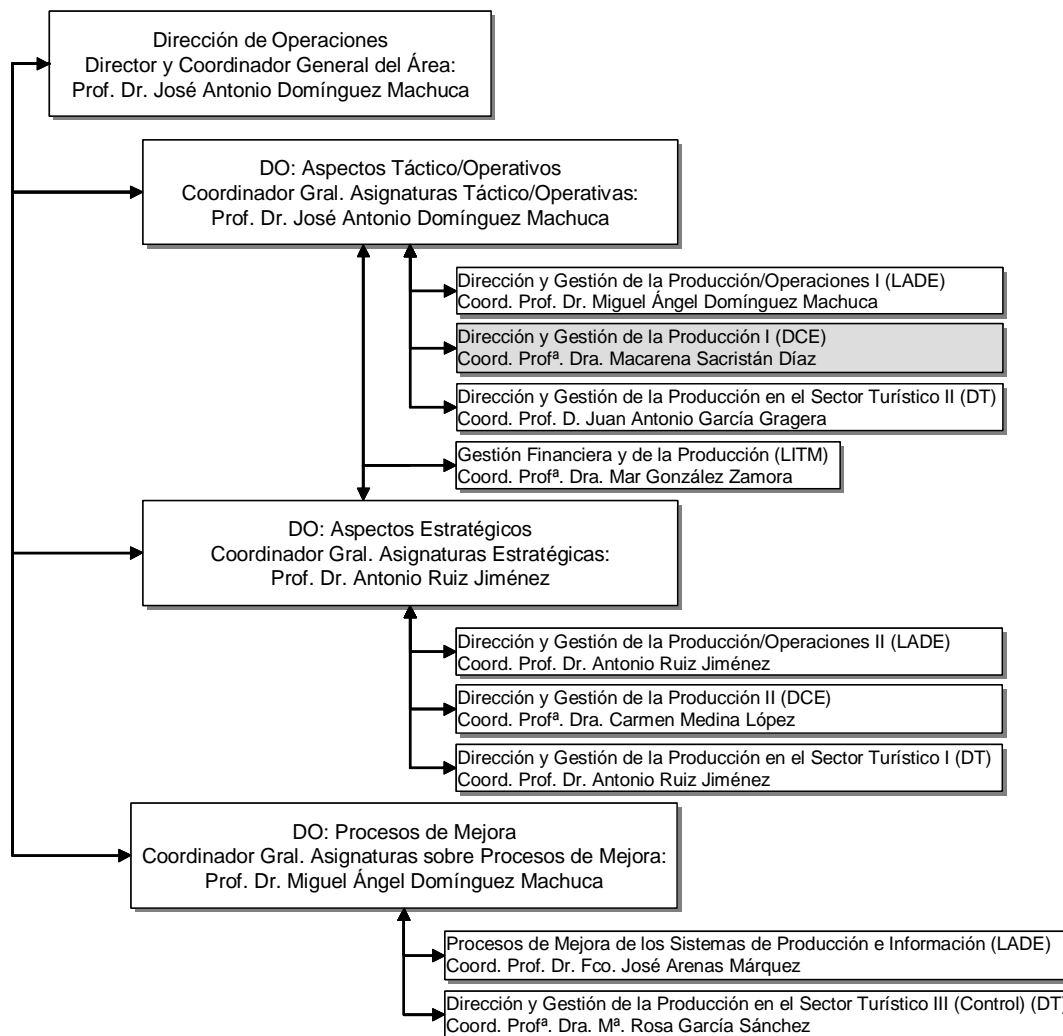 Dirección de Operaciones
Director y Coordinador General del Área:
Prof. Dr. José Antonio Domínguez Machuca
DO: Aspectos Táctico/Operativos
Coordinador Gral. Asignaturas Táctico/Operativas:
Prof. Dr. José Antonio Domínguez Machuca
Dirección y Gestión de la Producción/Operaciones I (LADE)
Coord. Prof. Dr. Miguel Ángel Domínguez Machuca
Dirección y Gestión de la Producción I (DCE)
Coord. Profª. Dra. Macarena Sacristán Díaz
Dirección y Gestión de la Producción en el Sector Turístico II (DT)
Coord. Prof. D. Juan Antonio García Gragera
Gestión Financiera y de la Producción (LITM)
Coord. Profª. Dra. Mar González Zamora
DO: Aspectos Estratégicos
Coordinador Gral. Asignaturas Estratégicas:
Prof. Dr. Antonio Ruiz Jiménez
Dirección y Gestión de la Producción/Operaciones II (LADE)
Coord. Prof. Dr. Antonio Ruiz Jiménez
Dirección y Gestión de la Producción II (DCE)
Coord. Profª. Dra. Carmen Medina López
Dirección y Gestión de la Producción en el Sector Turístico I (DT)
Coord. Prof. Dr. Antonio Ruiz Jiménez
DO: Procesos de Mejora
Coordinador Gral. Asignaturas sobre Procesos de Mejora:
Prof. Dr. Miguel Ángel Domínguez Machuca
Procesos de Mejora de los Sistemas de Producción e Información (LADE)
Coord. Prof. Dr. Fco. José Arenas Márquez
Dirección y Gestión de la Producción en el Sector Turístico III (Control) (DT)
Coord. Profª. Dra. Mª. Rosa García Sánchez